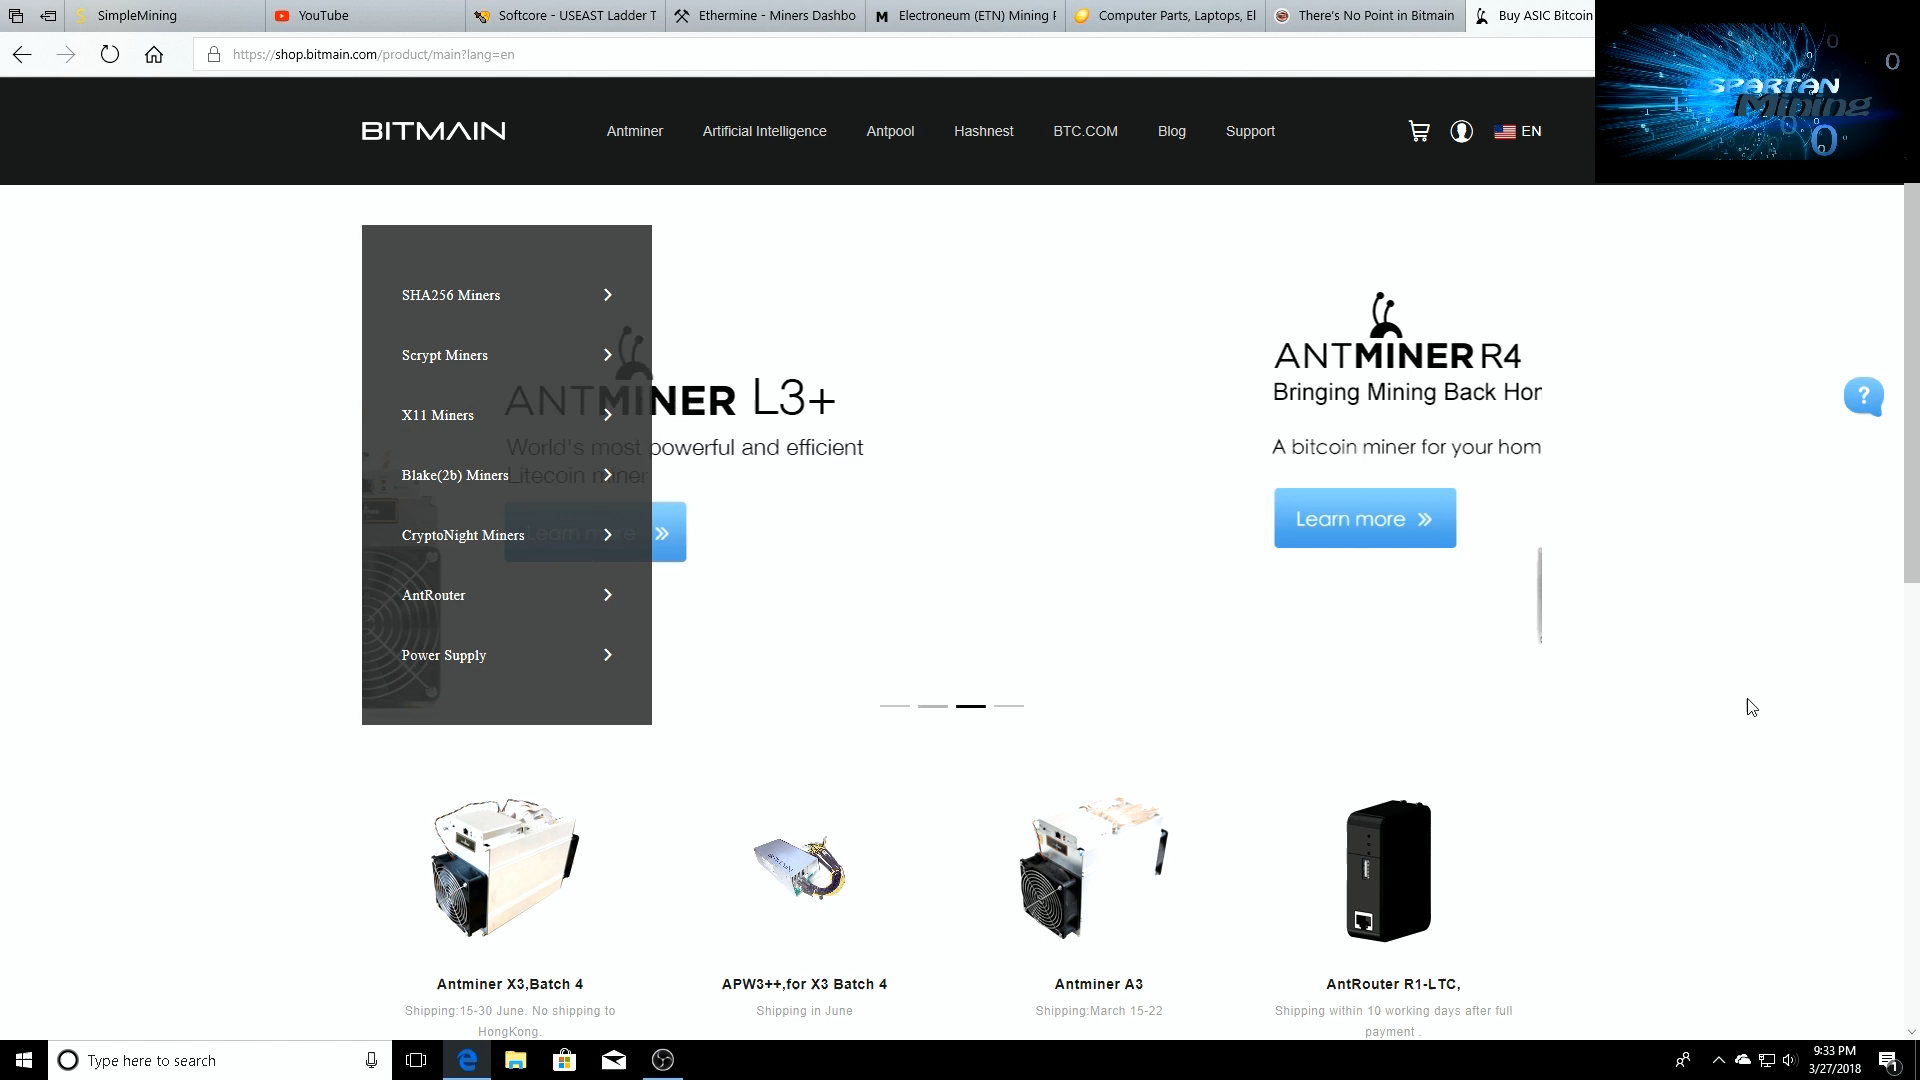 SimpleMining
YouTube
Softcore - USEAST Ladder T
Ethermine - Miners Dashbo
Electroneum (ETN) Mining P
Computer Parts, Laptops, El
There's No Point in Bitmain
Buy ASIC Bitcoin
https://shop.bitmain.com/product/main?lang=en
SPARTAN
Mining
BITMAIN
Antminer
Artificial Intelligence
Antpool
Hashnest
BTC.COM
Blog
Support
EN
SHA256 Miners
Scrypt Miners
X11 Miners
Blake(2b) Miners
CryptoNight Miners
AntRouter
Power Supply
ANTMINER L3+
World's most powerful and efficient
Litecoin miner
Learn more
ANTMINER R4
Bringing Mining Back Hor
A bitcoin miner for your hom
Learn more
?
Antminer X3,Batch 4
Shipping:15-30 June. No shipping to
HongKong.
APW3++,for X3 Batch 4
Shipping in June
Antminer A3
Shipping:March 15-22
AntRouter R1-LTC,
Shipping within 10 working days after full
payment .
Type here to search
9:33 PM
3/27/2018
1